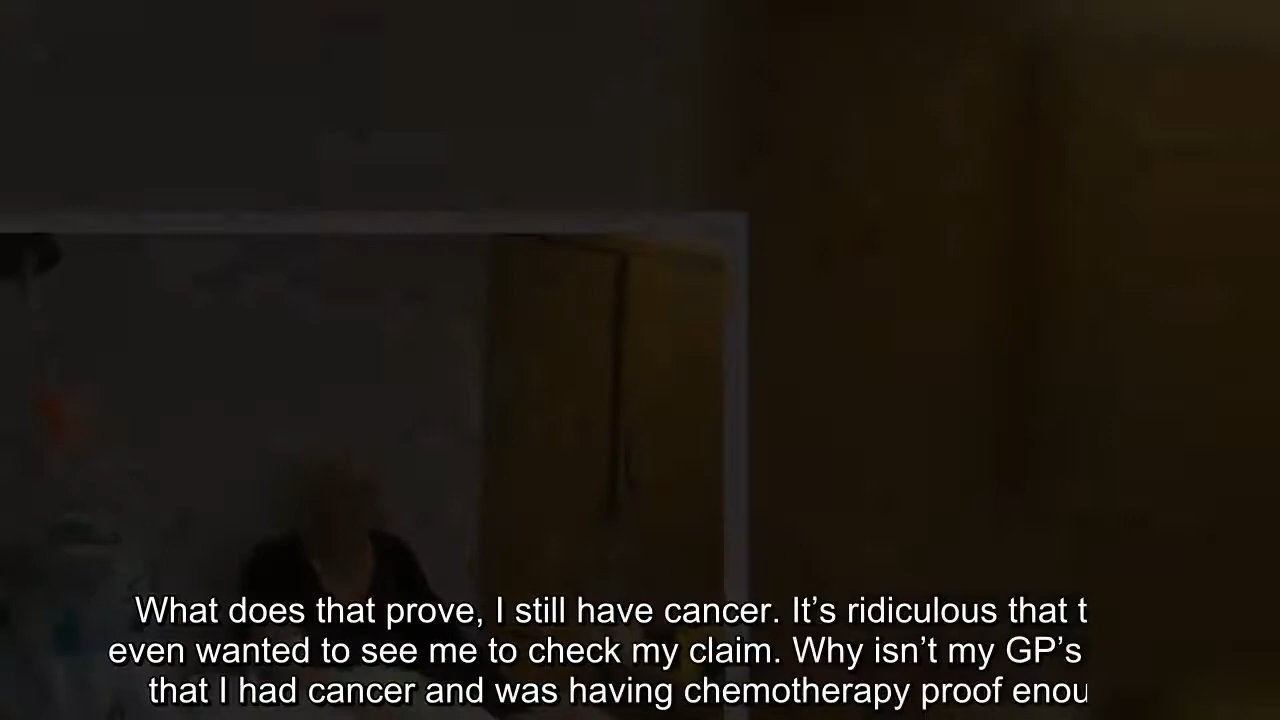 What does that prove, I still have cancer. It’s ridiculous that
even wanted to see me to check my claim. Why isn’t my GP’s
that I had cancer and was having chemotherapy proof